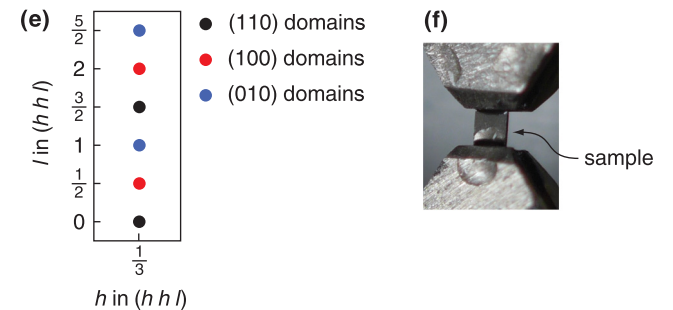 (e)
5/2
2
3/2
1
1/2
0
l in (h h l)
1/3
h in (h h l)
(110) domains
(100) domains
(010) domains
(f)
sample